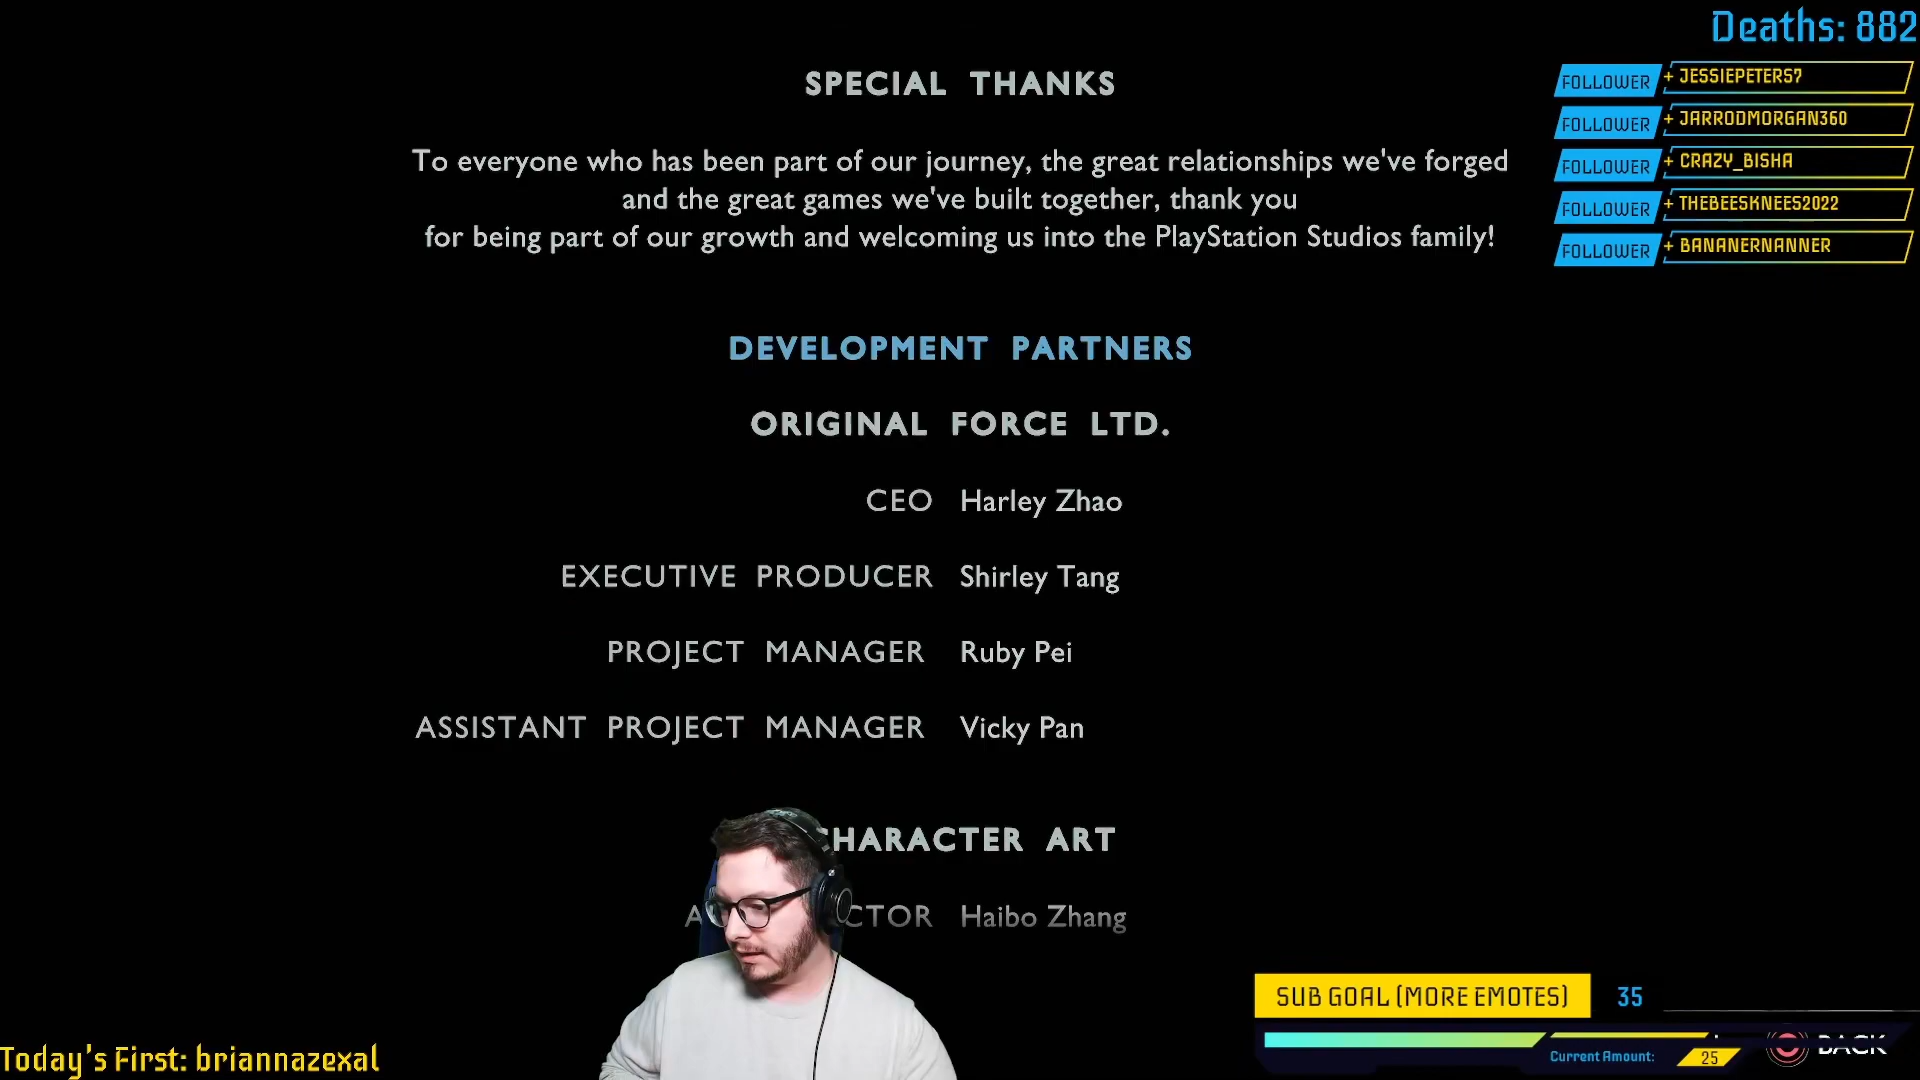 Deaths: 882
SPECIAL THANKS
To everyone who has been part of our journey, the great relationships we've forged
and the great games we've built together, thank you
for being part of our growth and welcoming us into the PlayStation Studios family!
FOLLOWER + JESSIEPETERS7
FOLLOWER + JARRODMORGAN360
FOLLOWER + CRAZY_BISHA
FOLLOWER + THEBEESKNEES2022
FOLLOWER + BANANERNANNER
DEVELOPMENT PARTNERS
ORIGINAL FORCE LTD.
CEO Harley Zhao
EXECUTIVE PRODUCER Shirley Tang
PROJECT MANAGER Ruby Pei
ASSISTANT PROJECT MANAGER Vicky Pan
CHARACTER ART
Haibo Zhang
SUB GOAL (MORE EMOTES) 35
Current Amount: 25
BACK
Today's First: briannazexal